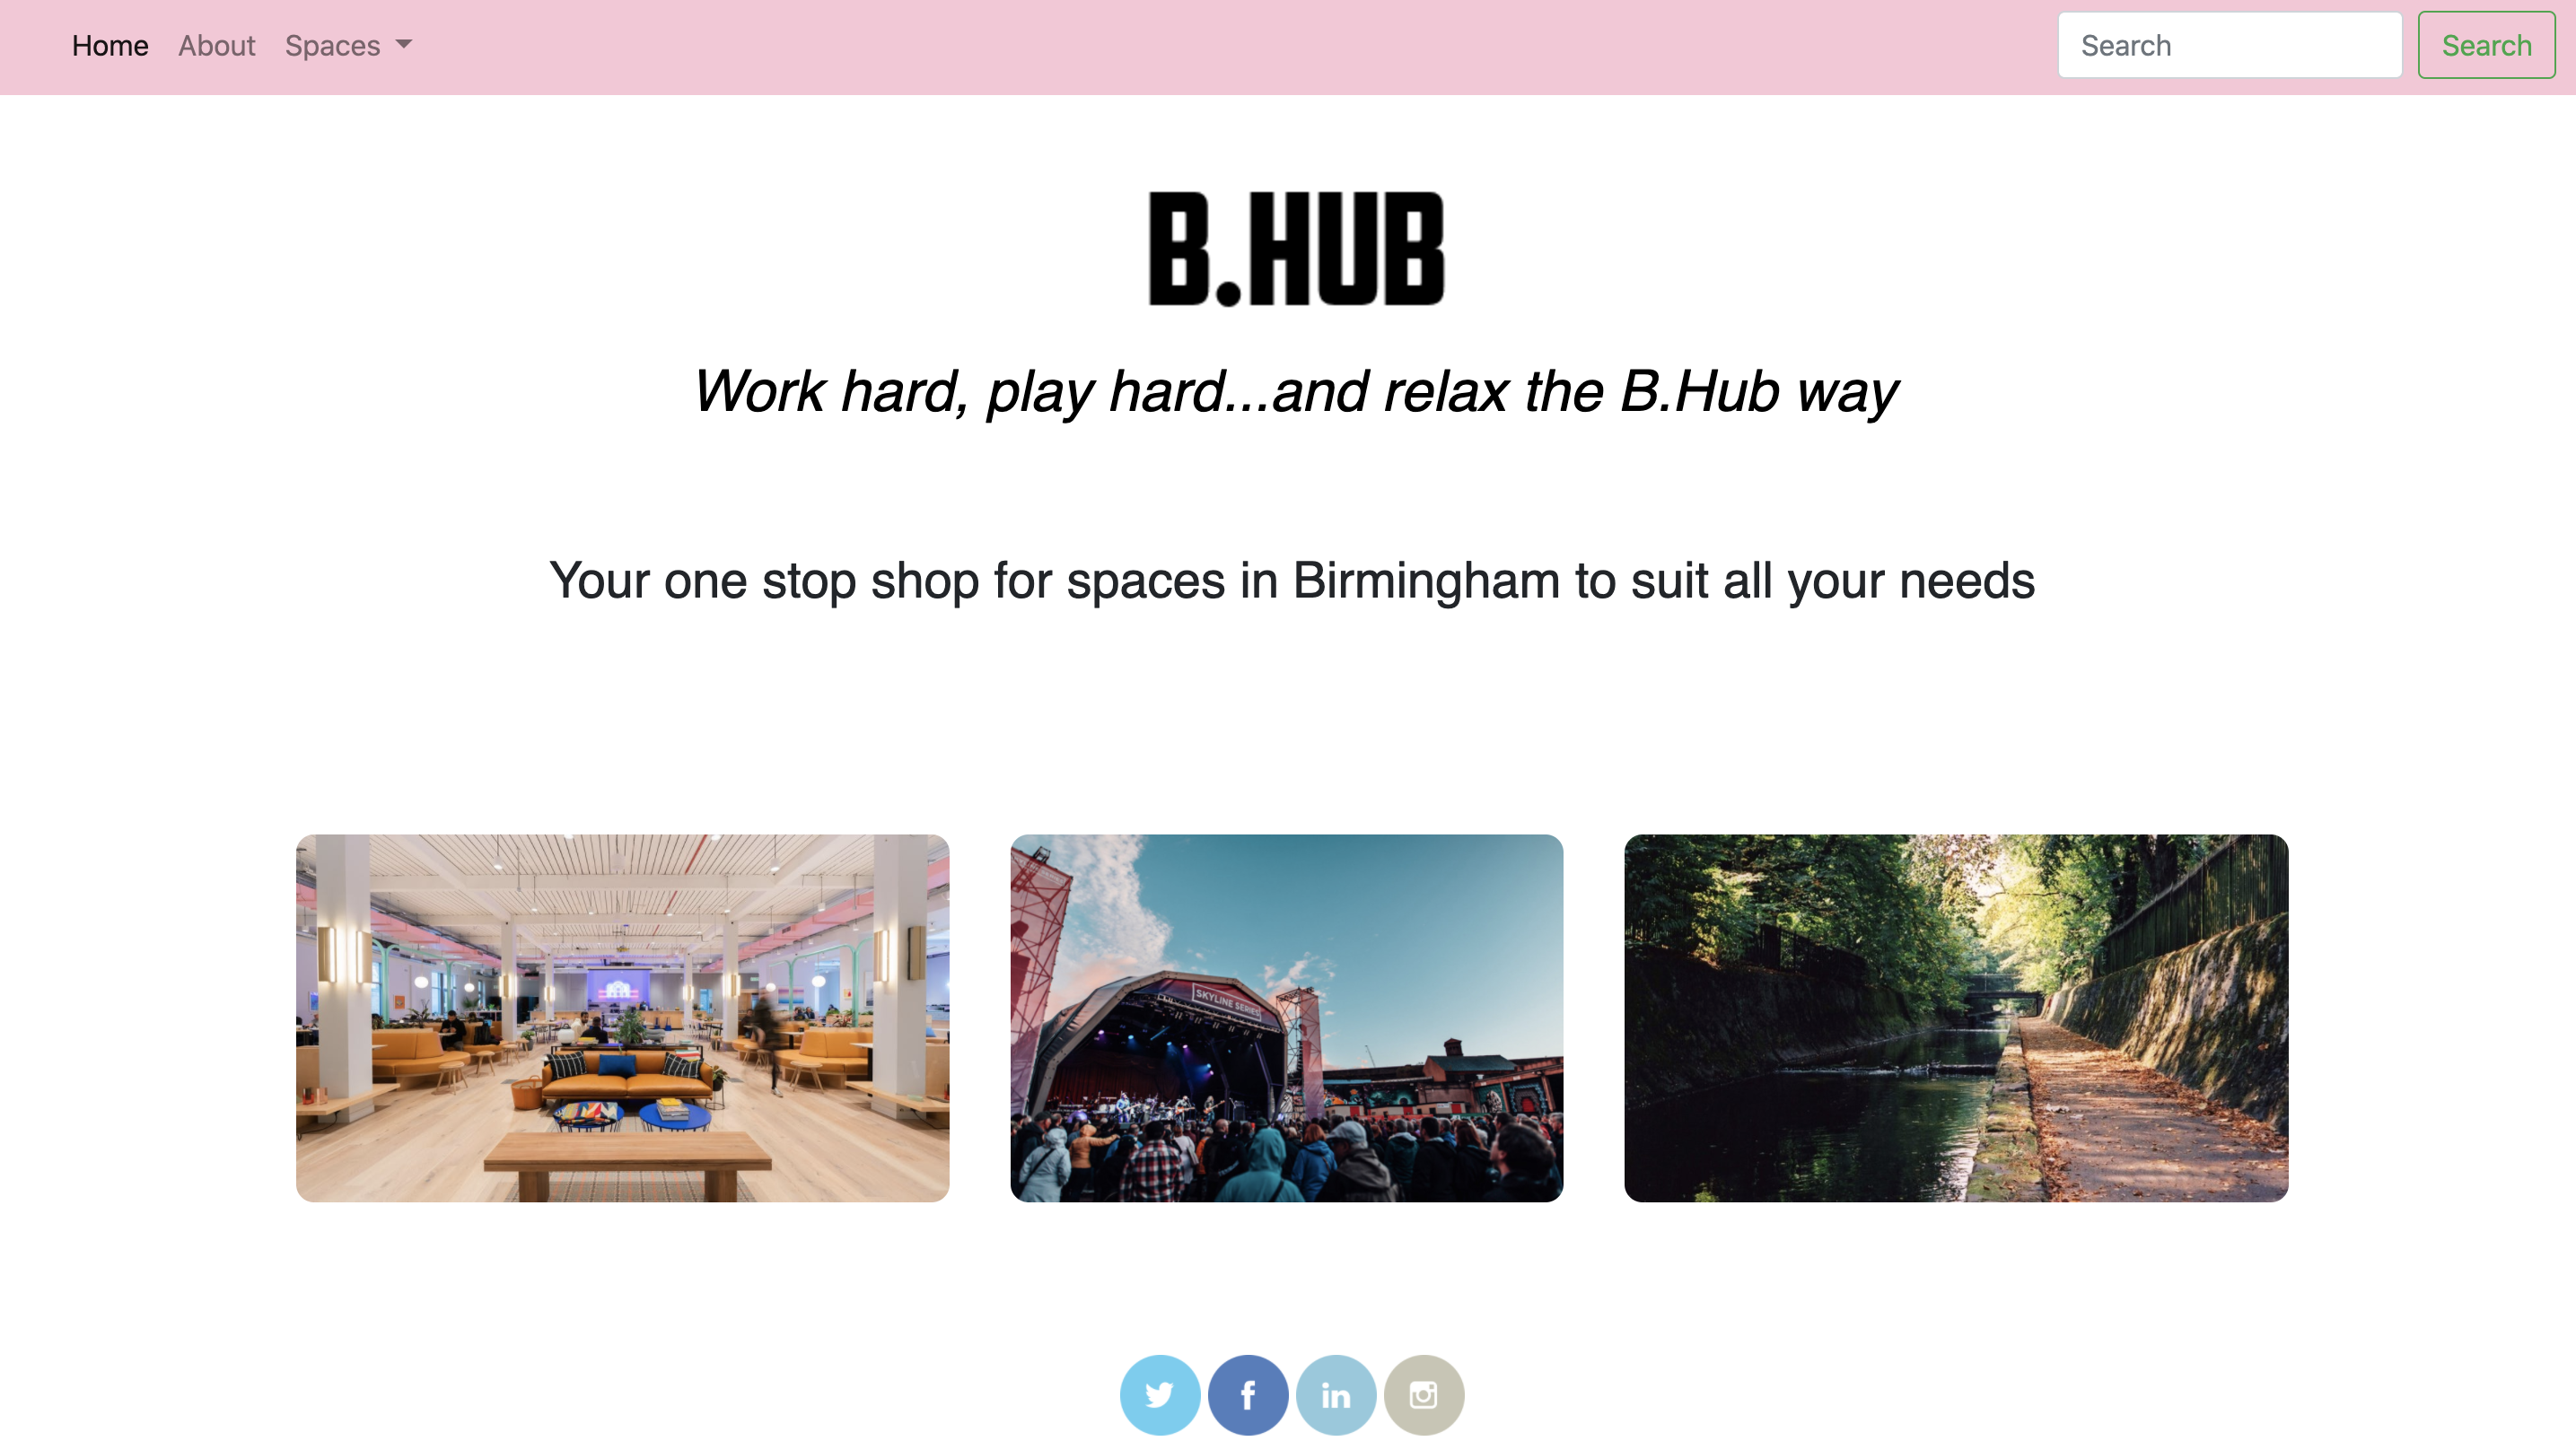 Home About Spaces
Search Search
B.HUB
Work hard, play hard...and relax the B.Hub way
Your one stop shop for spaces in Birmingham to suit all your needs
SKYLINE SERIES
f in